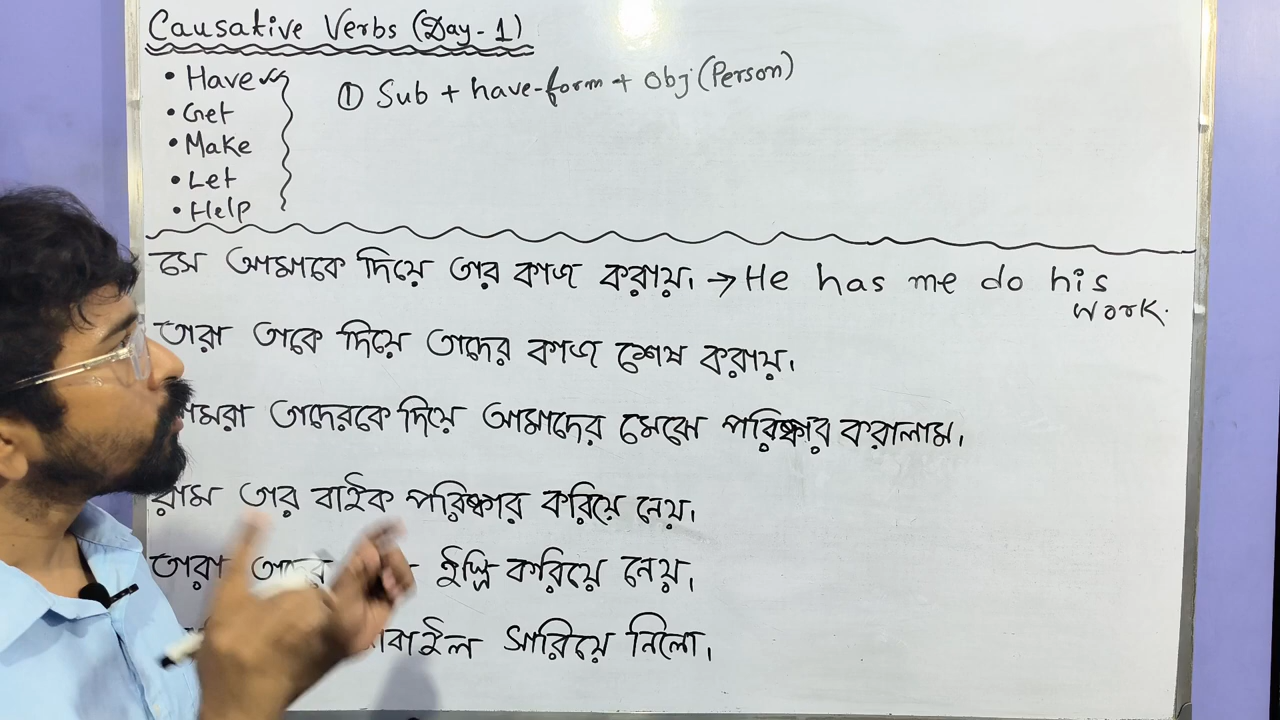 Causative Verbs (Day-1)
• Have
• Get
• Make
• Let
• Help
① Sub + have-form + Obj (Person)
সে আমাকে দিয়ে তার কাজ করায়। → He has me do his work.
তারা তাকে দিয়ে তাদের কাজ শেষ করায়।
তাদেরকে দিয়ে আমাদের মেঝে পরিষ্কার করালাম।
রাম তার বাইক পরিষ্কার করিয়ে নেয়।
তারা তাদের ইস্ত্রি করিয়ে নেয়।
সারিয়ে নিলো।